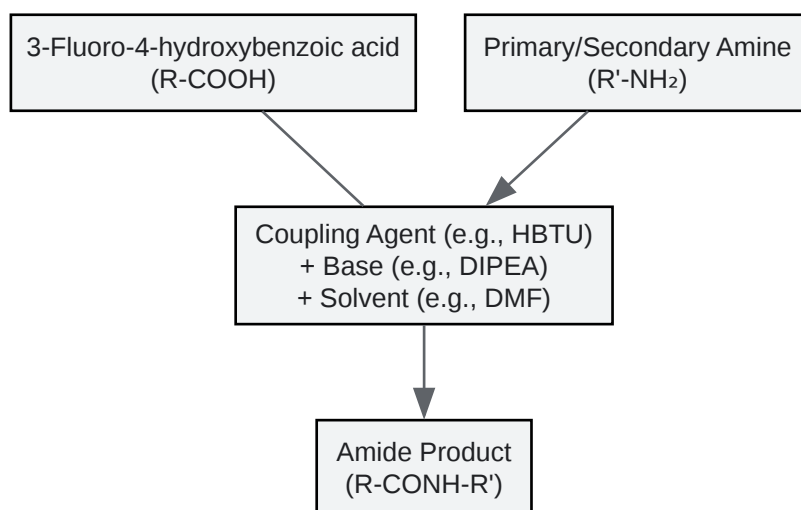 3-Fluoro-4-hydroxybenzoic acid
(R-COOH)
Primary/Secondary Amine
(R'-NH₂)
Coupling Agent (e.g., HBTU)
+ Base (e.g., DIPEA)
+ Solvent (e.g., DMF)
Amide Product
(R-CONH-R')